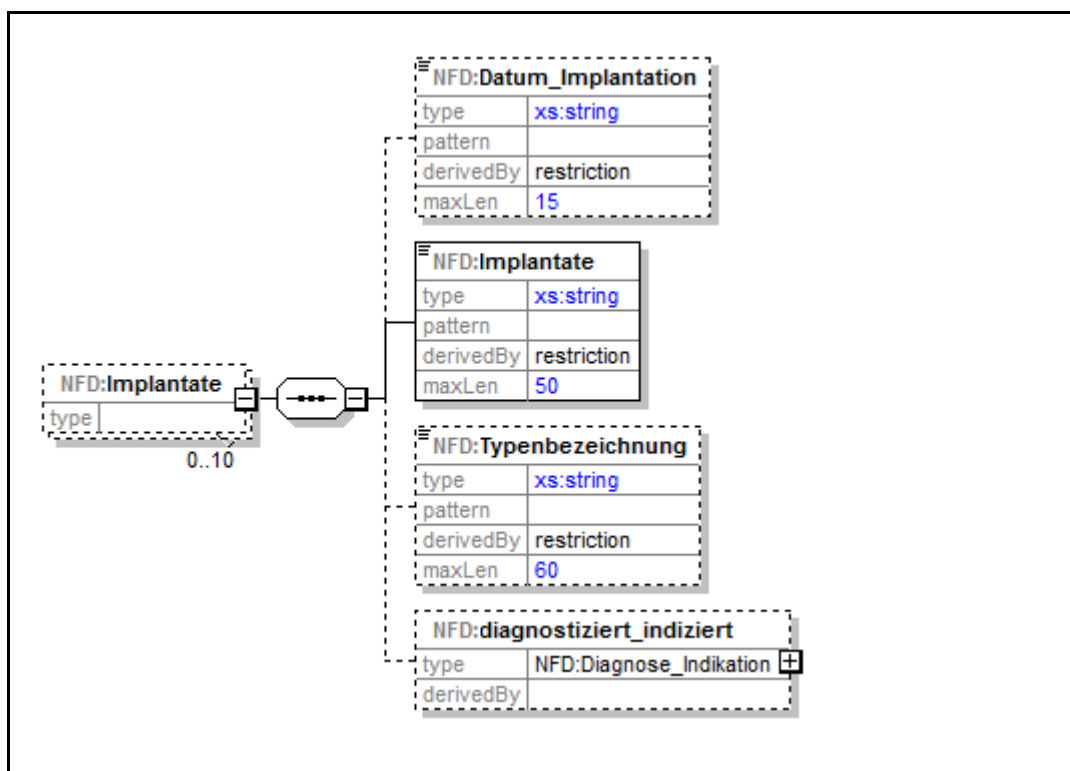 NFD:Datum_Implantation
type xs:string
pattern
derivedBy restriction
maxLen 15
NFD:Implantate
type xs:string
pattern
derivedBy restriction
maxLen 50
NFD:Implantate
type
0..10
NFD:Typenbezeichnung
type xs:string
pattern
derivedBy restriction
maxLen 60
NFD:diagnostiziert_indiziert
type NFD:Diagnose_Indikation
derivedBy